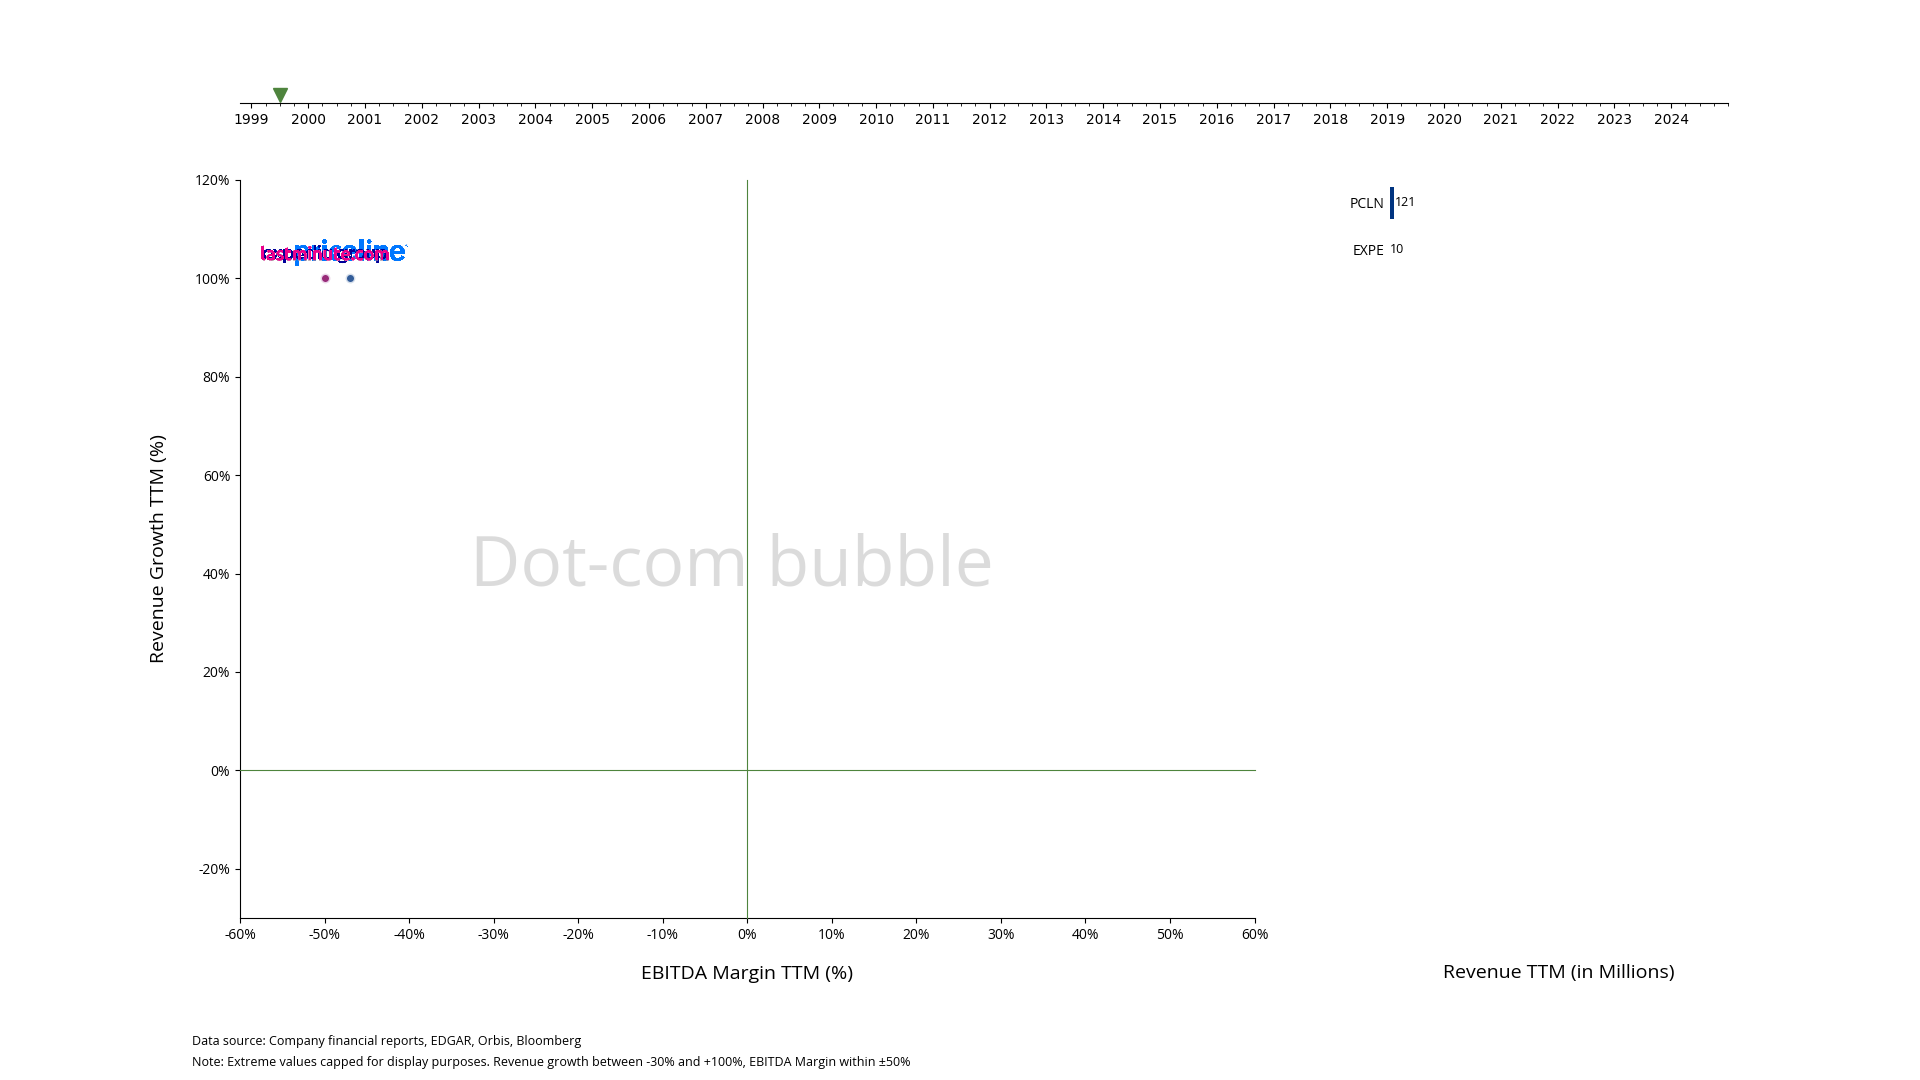 1999 2000 2001 2002 2003 2004 2005 2006 2007 2008 2009 2010 2011 2012 2013 2014 2015 2016 2017 2018 2019 2020 2021 2022 2023 2024
120%
100%
80%
60%
40%
20%
0%
-20%
Revenue Growth TTM (%)
priceline
Dot-com bubble
-60% -50% -40% -30% -20% -10% 0% 10% 20% 30% 40% 50% 60%
EBITDA Margin TTM (%)
PCLN 121
EXPE 10
Revenue TTM (in Millions)
Data source: Company financial reports, EDGAR, Orbis, Bloomberg
Note: Extreme values capped for display purposes. Revenue growth between -30% and +100%, EBITDA Margin within ±50%